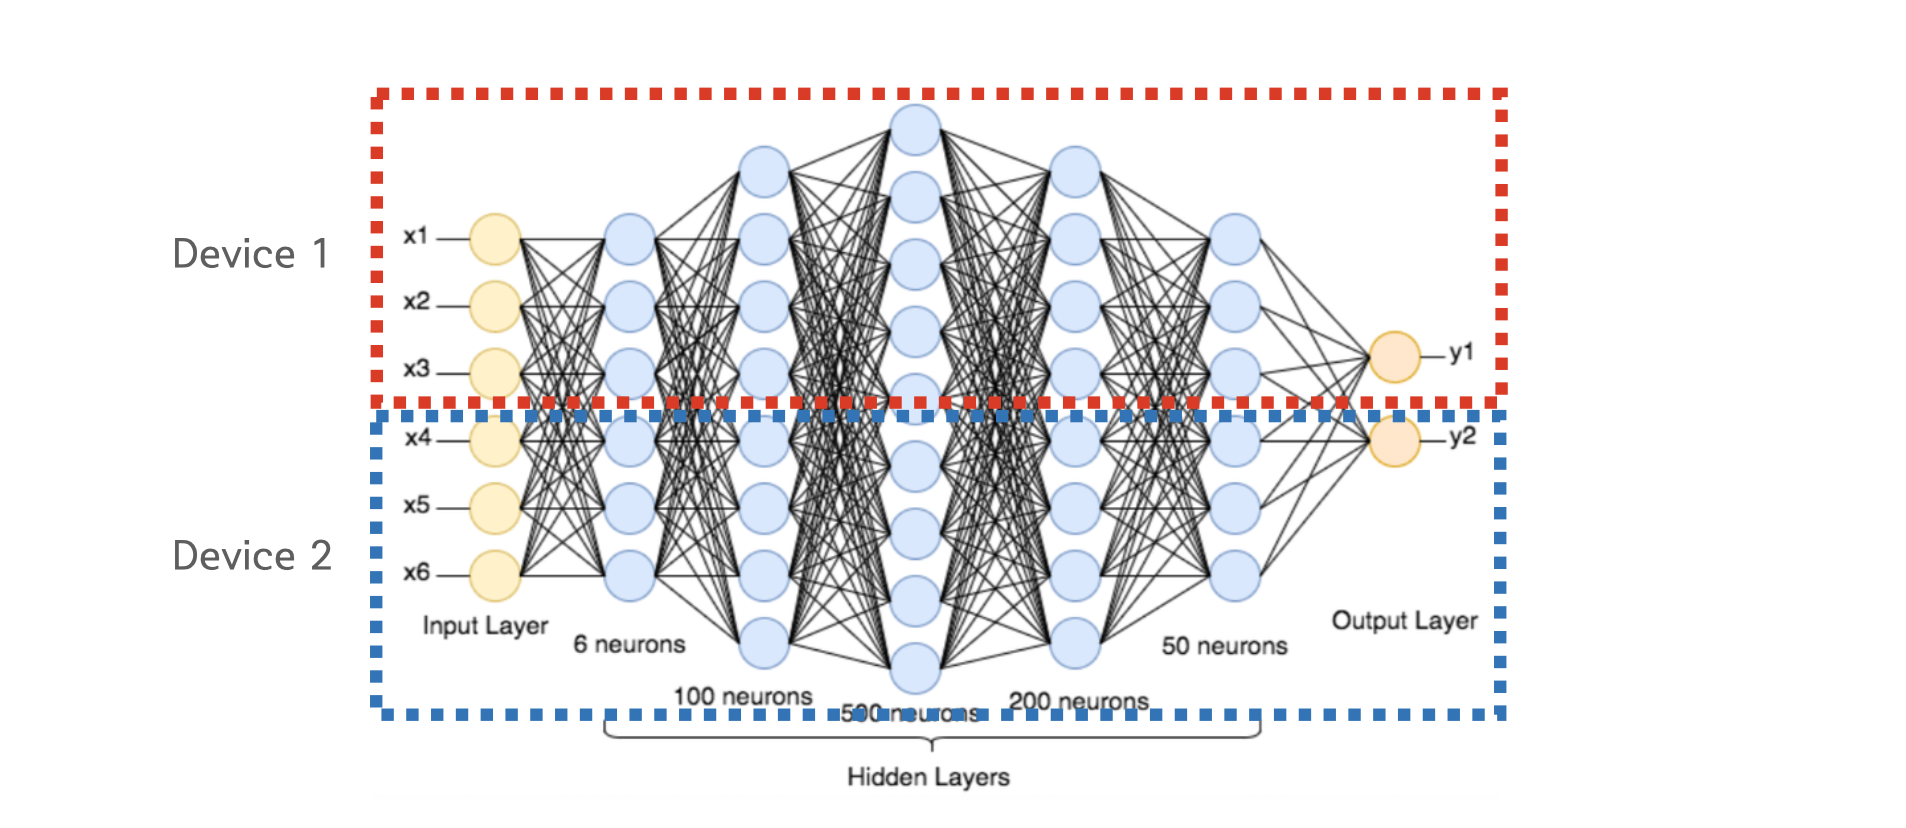 Device 1
x1
x2
x3
y1
Device 2
x4
x5
x6
y2
Input Layer
6 neurons
100 neurons
500 neurons
200 neurons
50 neurons
Output Layer
Hidden Layers